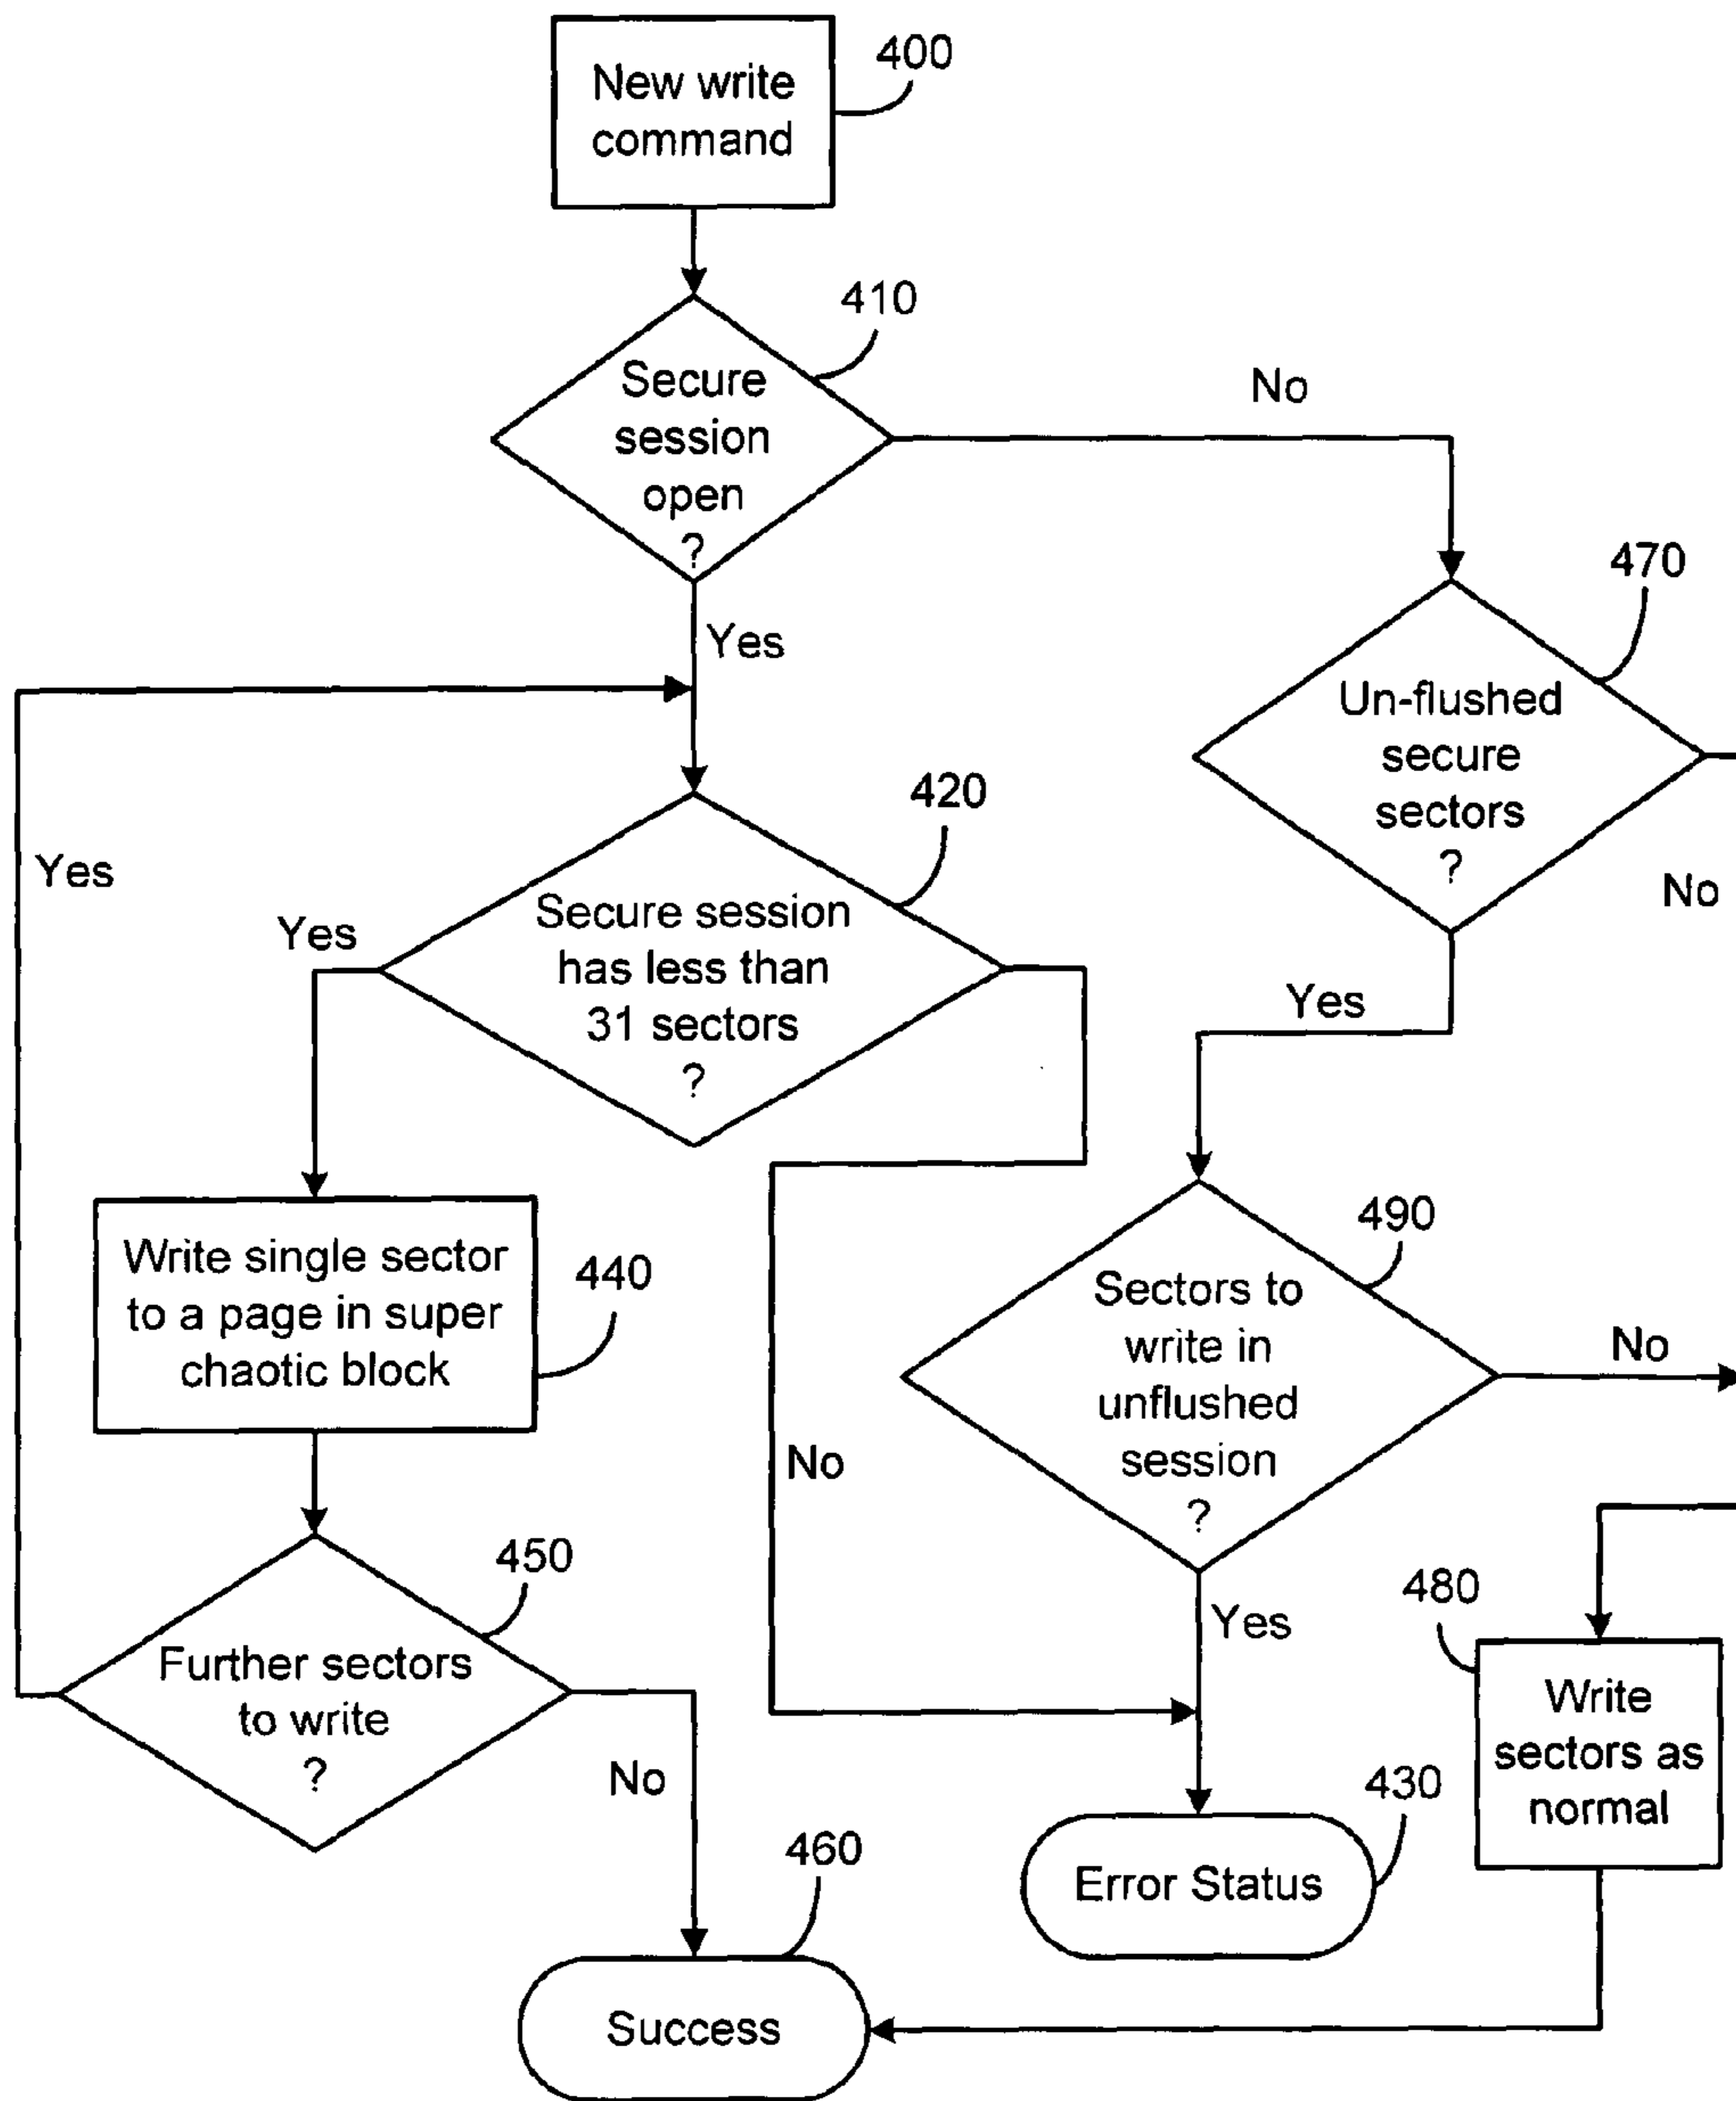 New write
command
400
410
Secure
session
open
?
No
Yes
470
Un-flushed
secure
sectors
?
No
Yes
420
Secure session
has less than
31 sectors
?
Yes
Yes
No
Write single sector
to a page in super
chaotic block
440
490
Sectors to
write in
unflushed
session
?
No
Yes
450
Further sectors
to write
?
No
480
Write
sectors as
normal
430
Error Status
460
Success